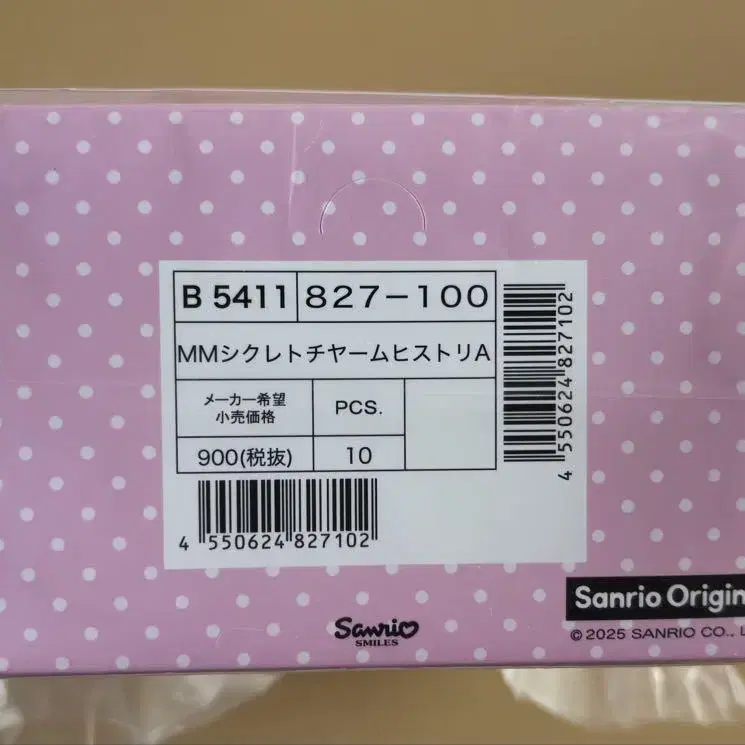 B 5411 827-100
MMシクレトチヤームヒストリA
メーカー希望
小売価格
PCS.
900(税抜)
10
4 550624 827102
4 550624 827102
Sanrio
SMILES
Sanrio Origin
©2025 SANRIO CO., L